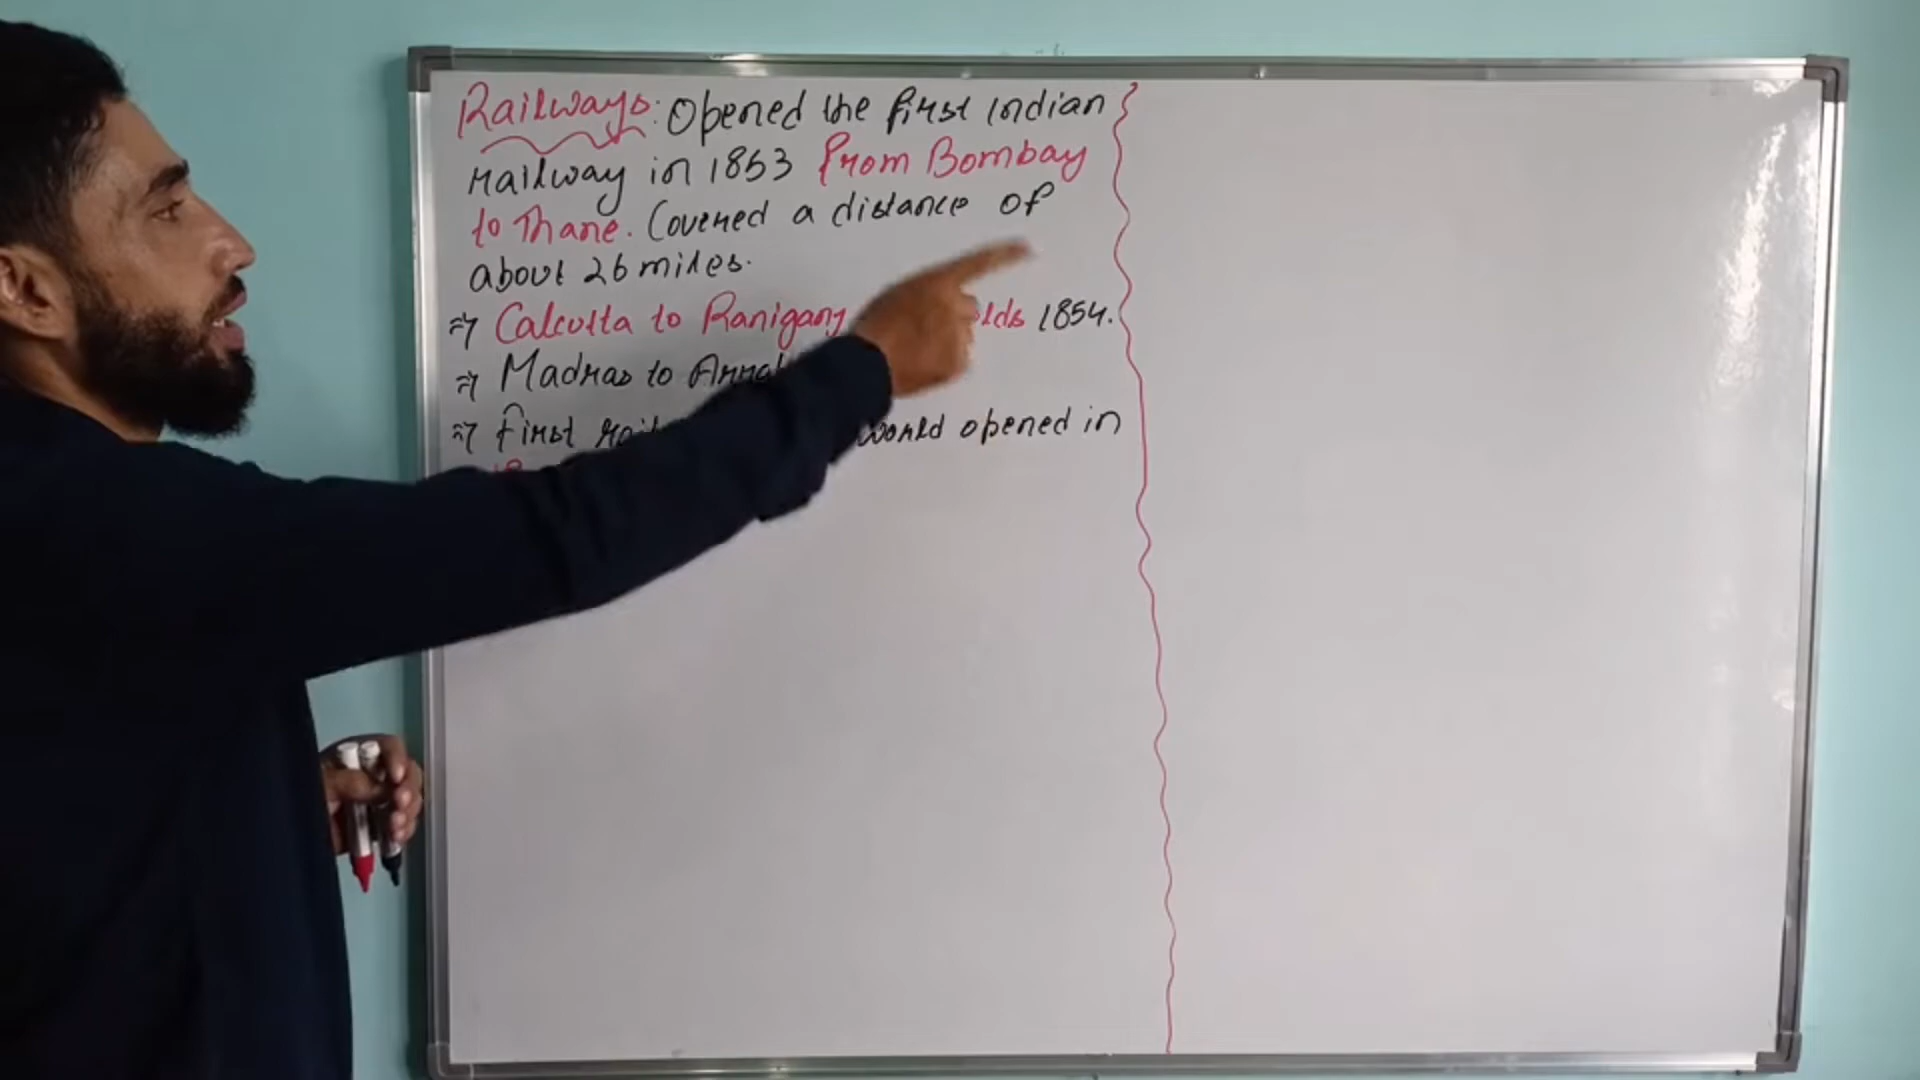 Railways: Opened the first Indian
railway in 1853 from Bombay
to Thane. Covered a distance of
about 26 miles.
⇒ Calcutta to Raniganj 1854.
⇒ Madras to
⇒ first world opened in